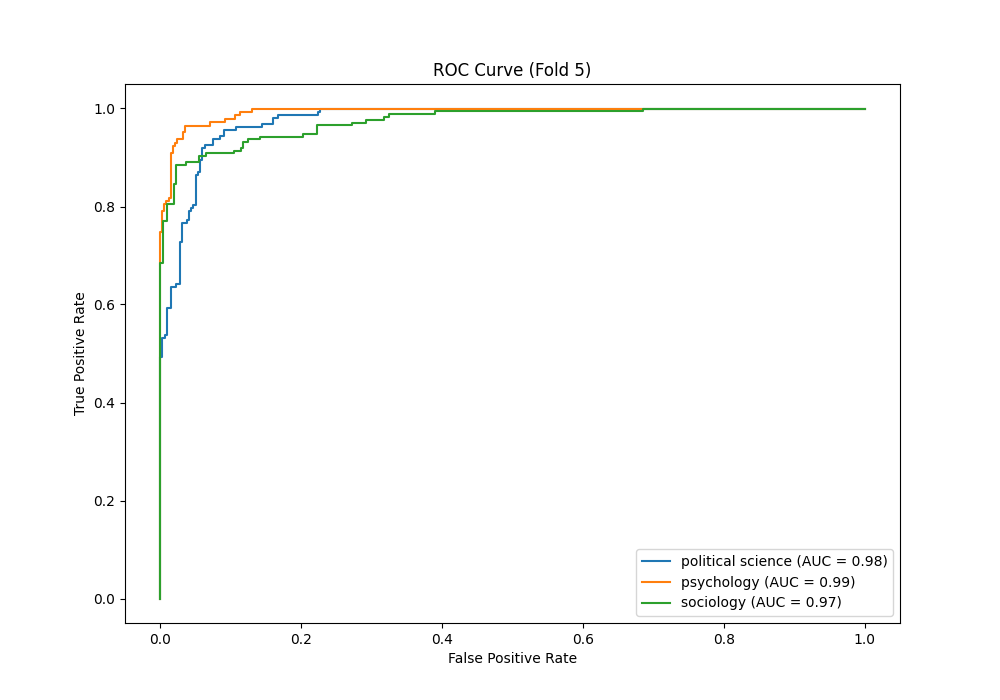 ROC Curve (Fold 5)
True Positive Rate
1.0
0.8
0.6
0.4
0.2
0.0
political science (AUC = 0.98)
psychology (AUC = 0.99)
sociology (AUC = 0.97)
0.0 0.2 0.4 0.6 0.8 1.0
False Positive Rate